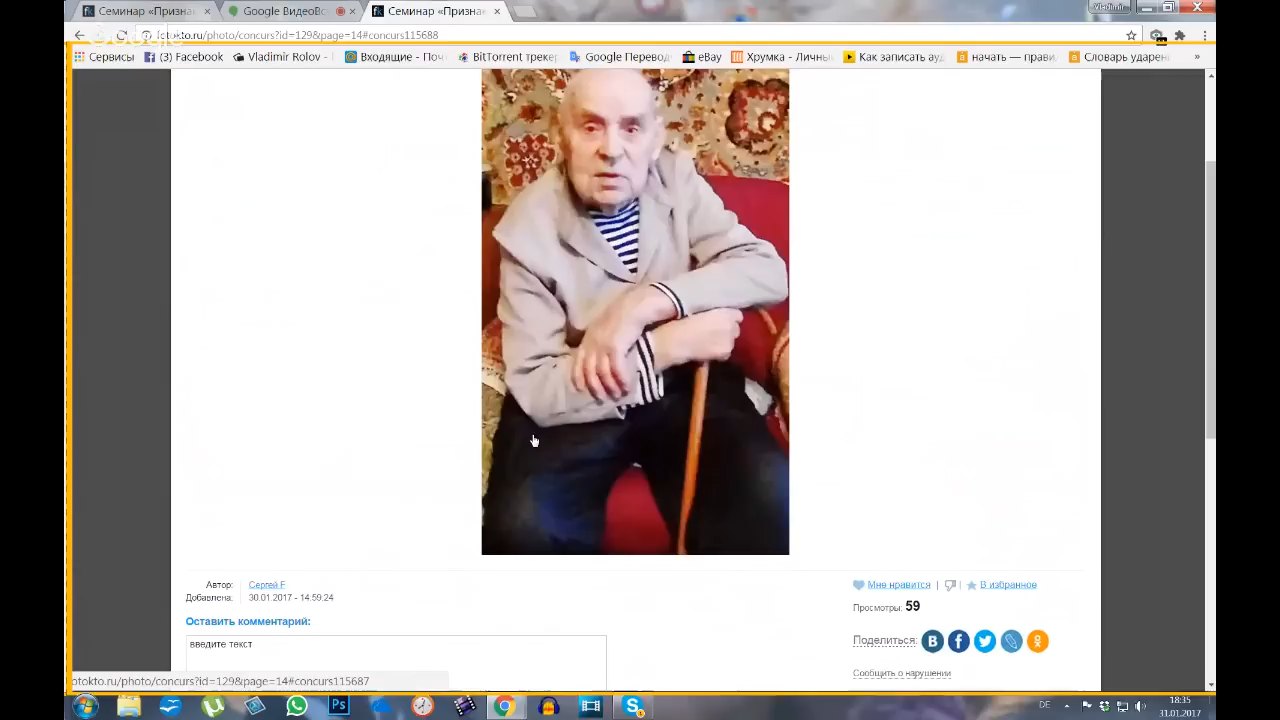 Семинар «Призна
Google ВидеоВс
Семинар «Призна
Vladimir
otokto.ru/photo/concurs?id=129&page=14#concurs115688
Сервисы
(3) Facebook
Vladimir Rolov -
Входящие - Поч
BitTorrent трекер
Google Перевод
eBay
Хрумка - Личны
Как записать ауд
начать — прави
Словарь ударен
»
Автор: Сергей F
Добавлена: 30.01.2017 - 14:59:24
Мне нравится
В избранное
Просмотры: 59
Оставить комментарий:
введите текст
Поделиться:
Сообщить о нарушении
otokto.ru/photo/concurs?id=129&page=14#concurs115687
DE
18:35
31.01.2017